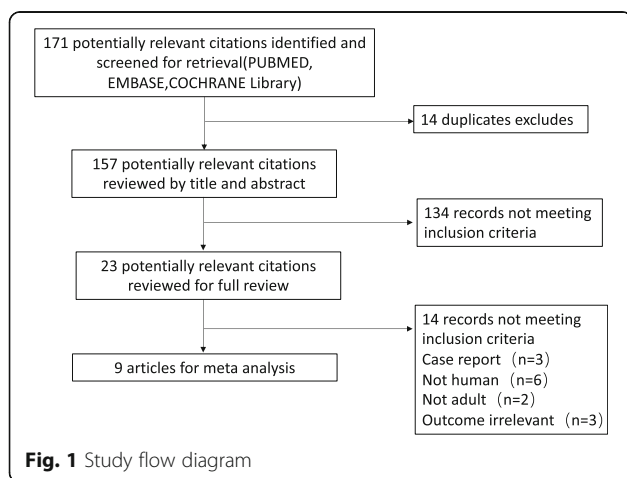 171 potentially relevant citations identified and
screened for retrieval(PUBMED,
EMBASE,COCHRANE Library)
14 duplicates excludes
157 potentially relevant citations
reviewed by title and abstract
134 records not meeting
inclusion criteria
23 potentially relevant citations
reviewed for full review
14 records not meeting
inclusion criteria
Case report（n=3）
Not human（n=6）
Not adult（n=2）
Outcome irrelevant（n=3）
9 articles for meta analysis
Fig. 1 Study flow diagram